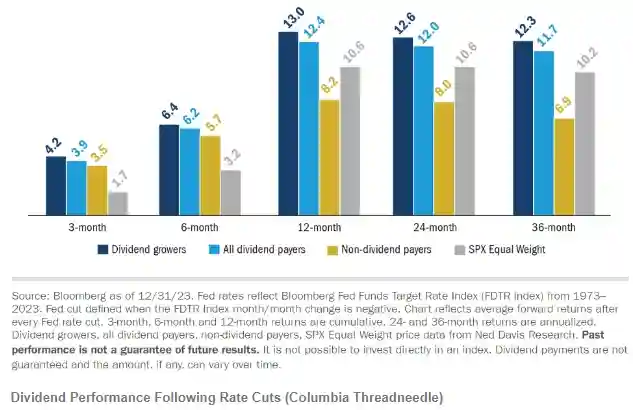 4.2 3.9 3.5 1.7 6.4 6.2 5.7 3.2 13.0 12.4 8.2 10.6 12.6 12.0 8.0 10.6 12.3 11.7 6.9 10.2
3-month 6-month 12-month 24-month 36-month
Dividend growers All dividend payers Non-dividend payers SPX Equal Weight
Source: Bloomberg as of 12/31/23. Fed rates reflect Bloomberg Fed Funds Target Rate Index (FDTR Index) from 1973–
2023. Fed cut defined when the FDTR Index month/month change is negative. Chart reflects average forward returns after
every Fed rate cut. 3-month, 6-month and 12-month returns are cumulative. 24- and 36-month returns are annualized.
Dividend growers, all dividend payers, non-dividend payers, SPX Equal Weight price data from Ned Davis Research. Past
performance is not a guarantee of future results. It is not possible to invest directly in an index. Dividend payments are not
guaranteed and the amount, if any, can vary over time.
Dividend Performance Following Rate Cuts (Columbia Threadneedle)